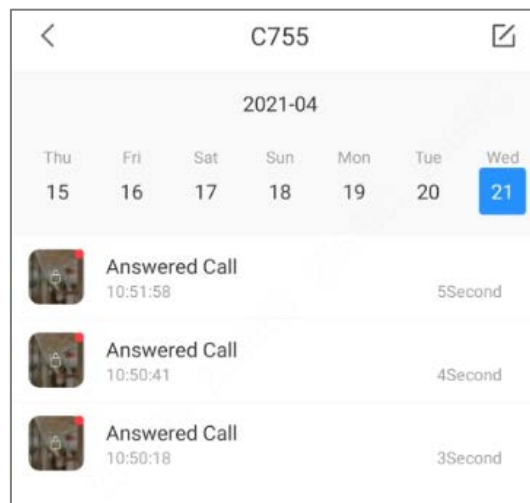 C755
2021-04
Thu Fri Sat Sun Mon Tue Wed
15 16 17 18 19 20 21
Answered Call
10:51:58 5Second
Answered Call
10:50:41 4Second
Answered Call
10:50:18 3Second